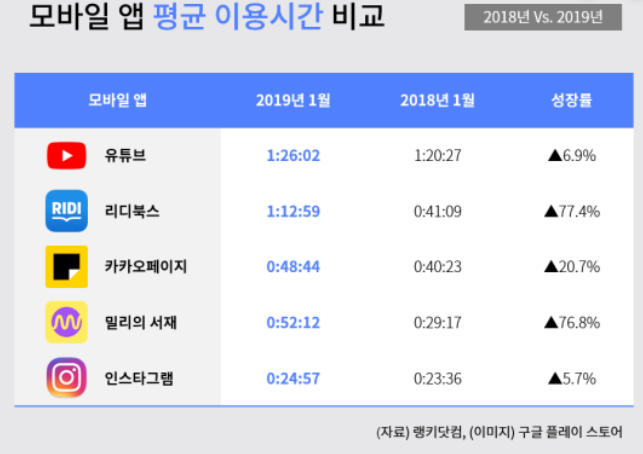 모바일 앱 평균 이용시간 비교
2018년 Vs. 2019년
모바일 앱 2019년 1월 2018년 1월 성장률
유튜브 1:26:02 1:20:27 ▲6.9%
RIDI 리디북스 1:12:59 0:41:09 ▲77.4%
카카오페이지 0:48:44 0:40:23 ▲20.7%
밀리의 서재 0:52:12 0:29:17 ▲76.8%
인스타그램 0:24:57 0:23:36 ▲5.7%
(자료) 랭키닷컴, (이미지) 구글 플레이 스토어